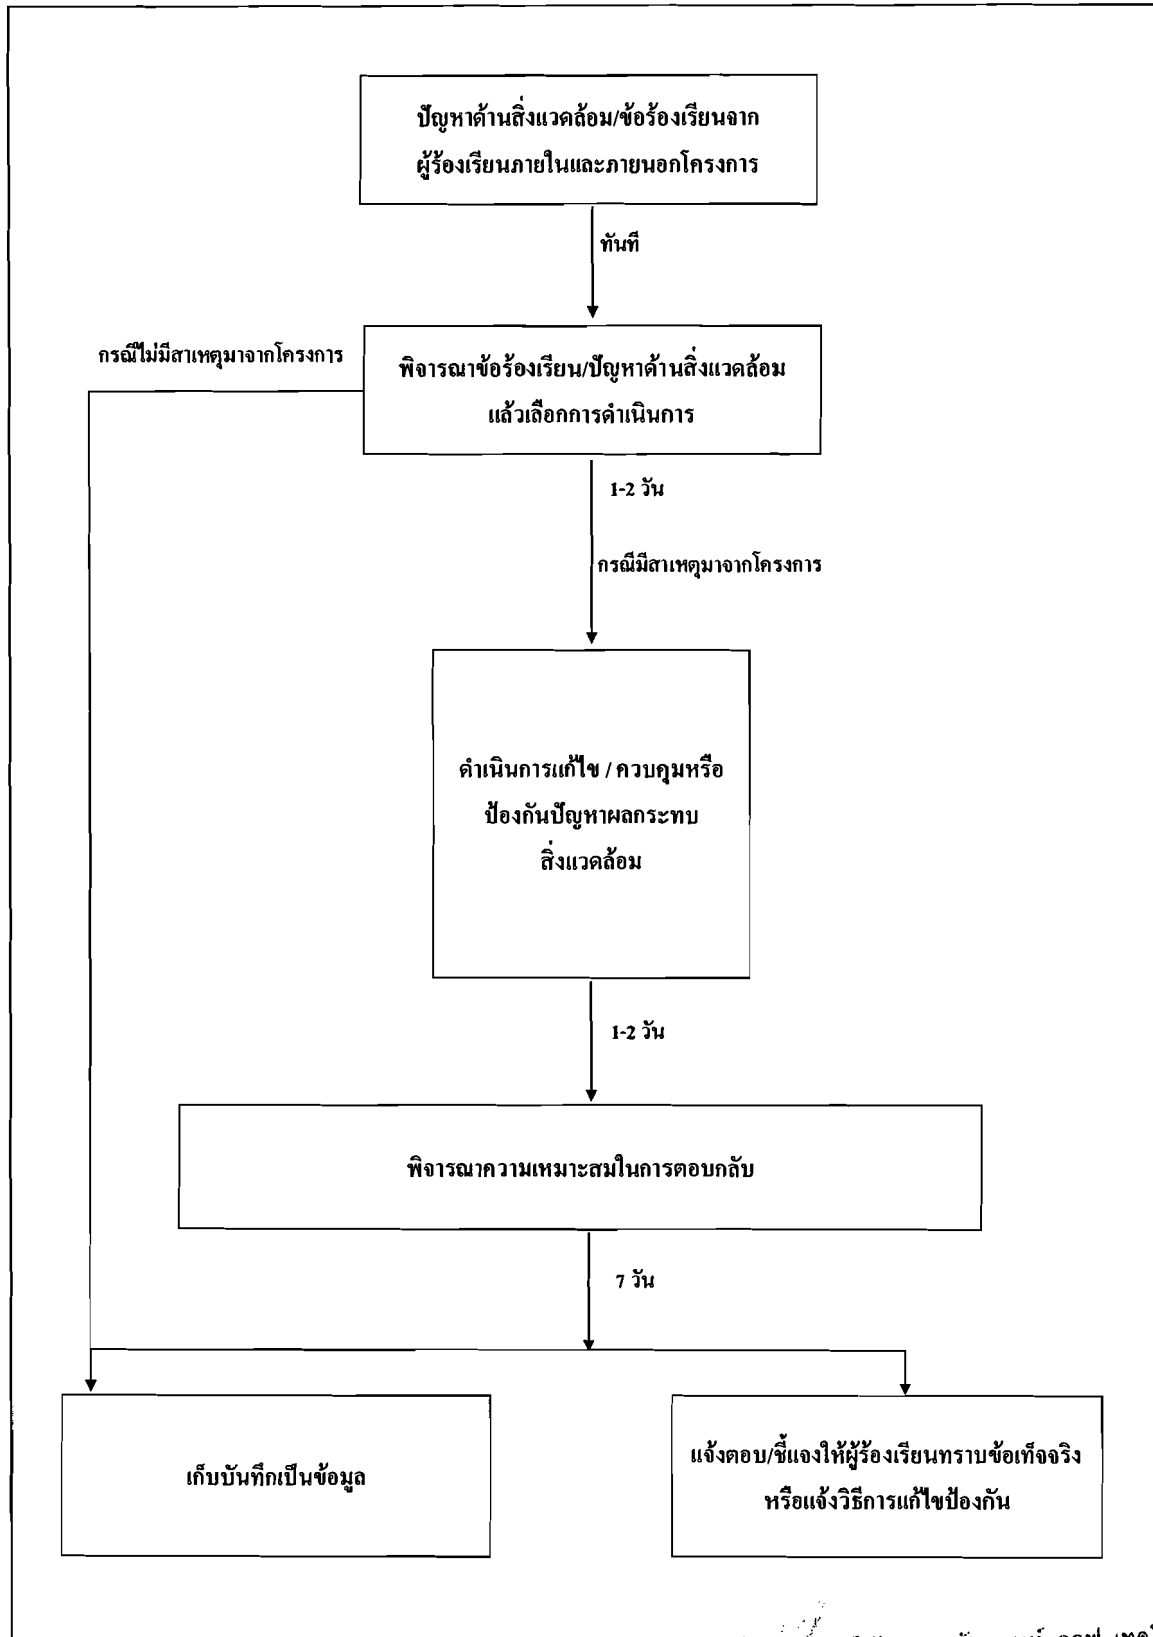 ปัญหาด้านสิ่งแวดล้อม/ข้อร้องเรียนจาก
ผู้ร้องเรียนภายในและภายนอกโครงการ
ทันที
กรณีไม่มีสาเหตุมาจากโครงการ
พิจารณาข้อร้องเรียน/ปัญหาด้านสิ่งแวดล้อม
แล้วเลือกการดำเนินการ
1-2 วัน
กรณีมีสาเหตุมาจากโครงการ
ดำเนินการแก้ไข / ควบคุมหรือ
ป้องกันปัญหาผลกระทบ
สิ่งแวดล้อม
1-2 วัน
พิจารณาความเหมาะสมในการตอบกลับ
7 วัน
เก็บบันทึกเป็นข้อมูล
แจ้งตอบ/ชี้แจงให้ผู้ร้องเรียนทราบข้อเท็จจริง
หรือแจ้งวิธีการแก้ไขป้องกัน